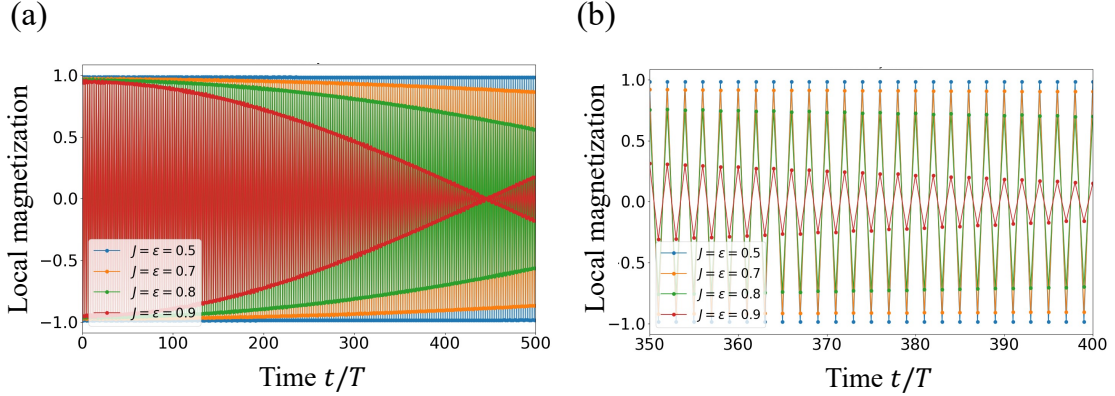 (a)
1.0
0.5
0.0
−0.5
−1.0
Local magnetization
J = ε = 0.5
J = ε = 0.7
J = ε = 0.8
J = ε = 0.9
0 100 200 300 400 500
Time t/T
(b)
1.0
0.5
0.0
−0.5
−1.0
Local magnetization
J = ε = 0.5
J = ε = 0.7
J = ε = 0.8
J = ε = 0.9
350 360 370 380 390 400
Time t/T